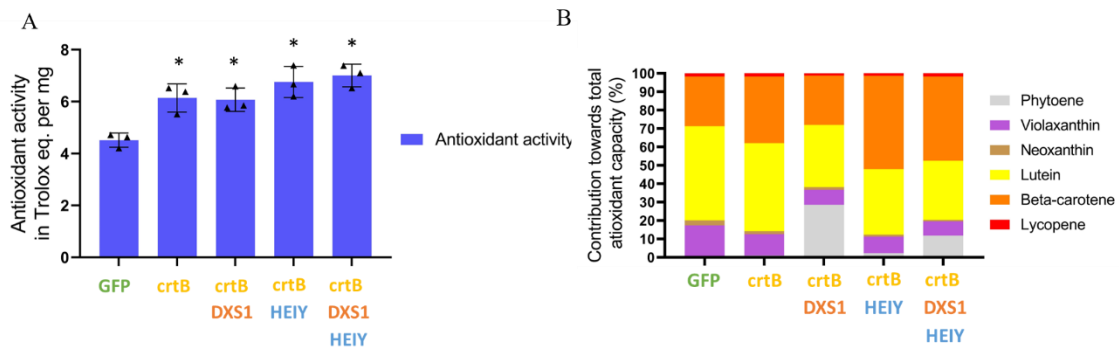 A
Antioxidant activity
in Trolox eq. per mg
8
6
4
2
0
*
*
*
*
GFP
crtB
crtB
DXS1
crtB
HEIY
crtB
DXS1
HEIY
Antioxidant activity
B
Contribution towards total
atioxidant capacity (%)
100
90
80
70
60
50
40
30
20
10
0
GFP
crtB
crtB
DXS1
crtB
HEIY
crtB
DXS1
HEIY
Phytoene
Violaxanthin
Neoxanthin
Lutein
Beta-carotene
Lycopene